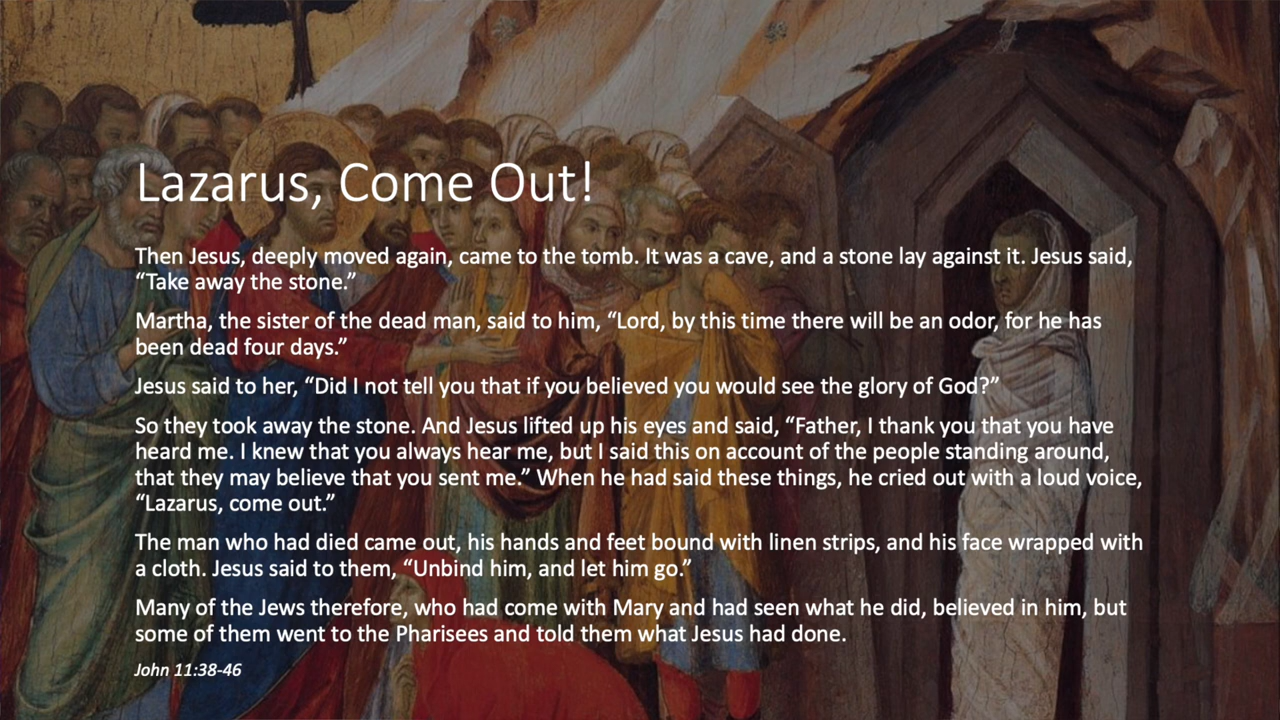 Lazarus, Come Out!
Then Jesus, deeply moved again, came to the tomb. It was a cave, and a stone lay against it. Jesus said,
“Take away the stone.”
Martha, the sister of the dead man, said to him, “Lord, by this time there will be an odor, for he has
been dead four days.”
Jesus said to her, “Did I not tell you that if you believed you would see the glory of God?”
So they took away the stone. And Jesus lifted up his eyes and said, “Father, I thank you that you have
heard me. I knew that you always hear me, but I said this on account of the people standing around,
that they may believe that you sent me.” When he had said these things, he cried out with a loud voice,
“Lazarus, come out.”
The man who had died came out, his hands and feet bound with linen strips, and his face wrapped with
a cloth. Jesus said to them, “Unbind him, and let him go.”
Many of the Jews therefore, who had come with Mary and had seen what he did, believed in him, but
some of them went to the Pharisees and told them what Jesus had done.
John 11:38-46